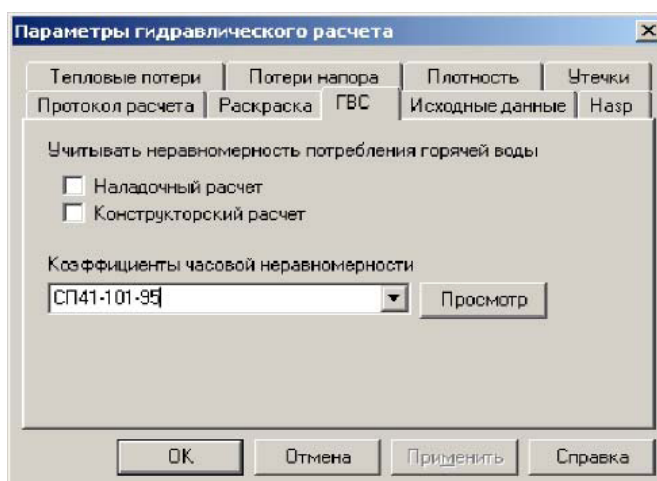 Параметры гидравлического расчета
Тепловые потери Потери напора Плотность Утечки
Протокол расчета Раскраска ГВС Исходные данные Hasp
Учитывать неравномерность потребления горячей воды
Наладочный расчет
Конструкторский расчет
Коэффициенты часовой неравномерности
СП41-101-95 Просмотр
OK Отмена Применить Справка